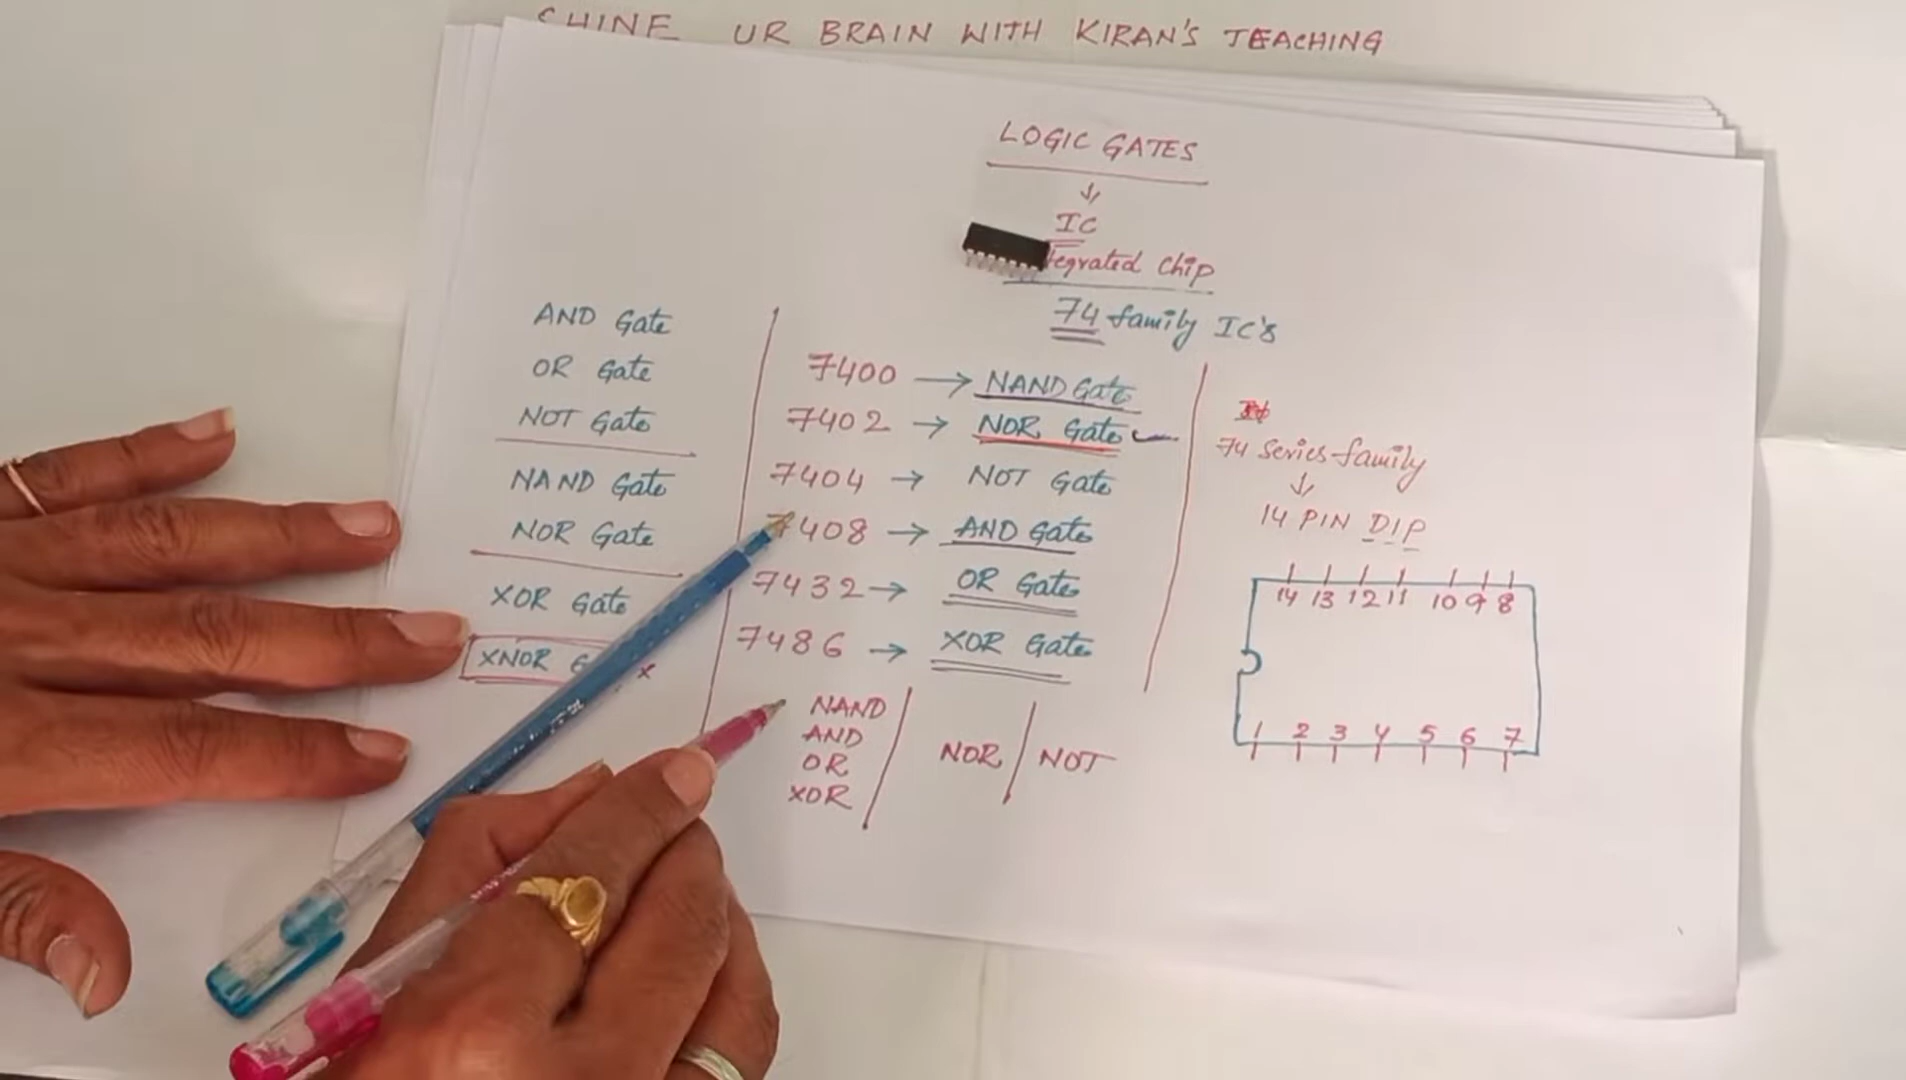 SHINE UR BRAIN WITH KIRAN'S TEACHING
LOGIC GATES
IC
tegrated Chip
74 family IC's
AND Gate
OR Gate
NOT Gate
NAND Gate
NOR Gate
XOR Gate
XNOR G
7400 → NAND Gate
7402 → NOR Gate
7404 → NOT Gate
7408 → AND Gate
7432 → OR Gate
7486 → XOR Gate
NAND
AND
OR
XOR
NOR
NOT
74 Series-family
14 PIN DIP
14 13 12 11 10 9 8
1 2 3 4 5 6 7